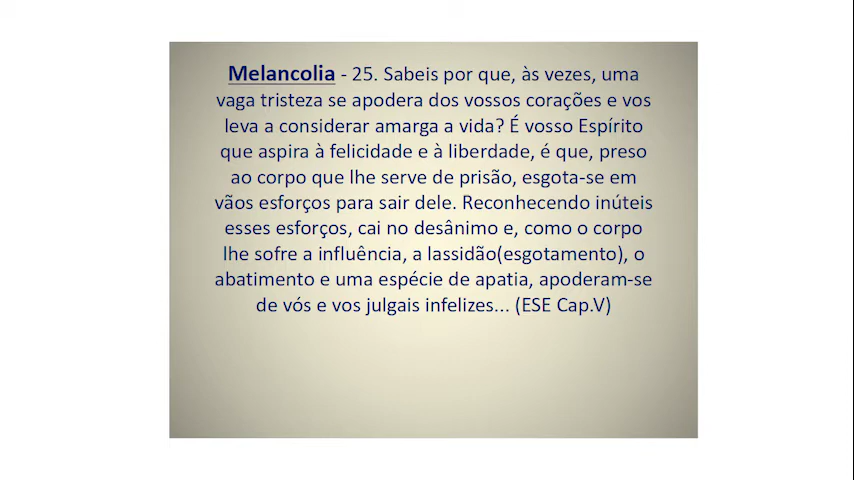 Melancolia - 25. Sabeis por que, às vezes, uma
vaga tristeza se apodera dos vossos corações e vos
leva a considerar amarga a vida? É vosso Espírito
que aspira à felicidade e à liberdade, é que, preso
ao corpo que lhe serve de prisão, esgota-se em
vãos esforços para sair dele. Reconhecendo inúteis
esses esforços, cai no desânimo e, como o corpo
lhe sofre a influência, a lassidão(esgotamento), o
abatimento e uma espécie de apatia, apoderam-se
de vós e vos julgais infelizes... (ESE Cap.V)